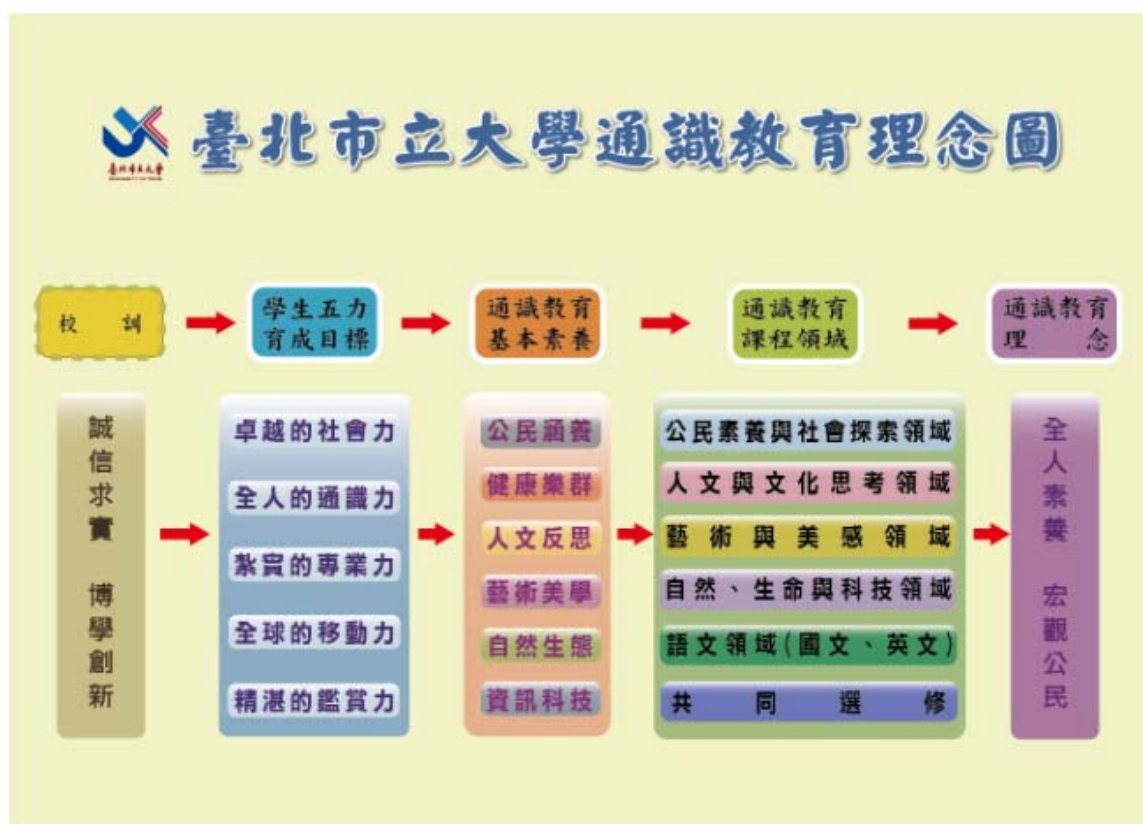 臺北市立大學通識教育理念圖
臺北市立大學
校訓
學生五力
育成目標
通識教育
基本素養
通識教育
課程領域
通識教育
理念
誠信求實 博學創新
卓越的社會力
全人的通識力
紮實的專業力
全球的移動力
精湛的鑑賞力
公民涵養
健康樂群
人文反思
藝術美學
自然生態
資訊科技
公民素養與社會探索領域
人文與文化思考領域
藝術與美感領域
自然、生命與科技領域
語文領域(國文、英文)
共同選修
全人素養 宏觀公民